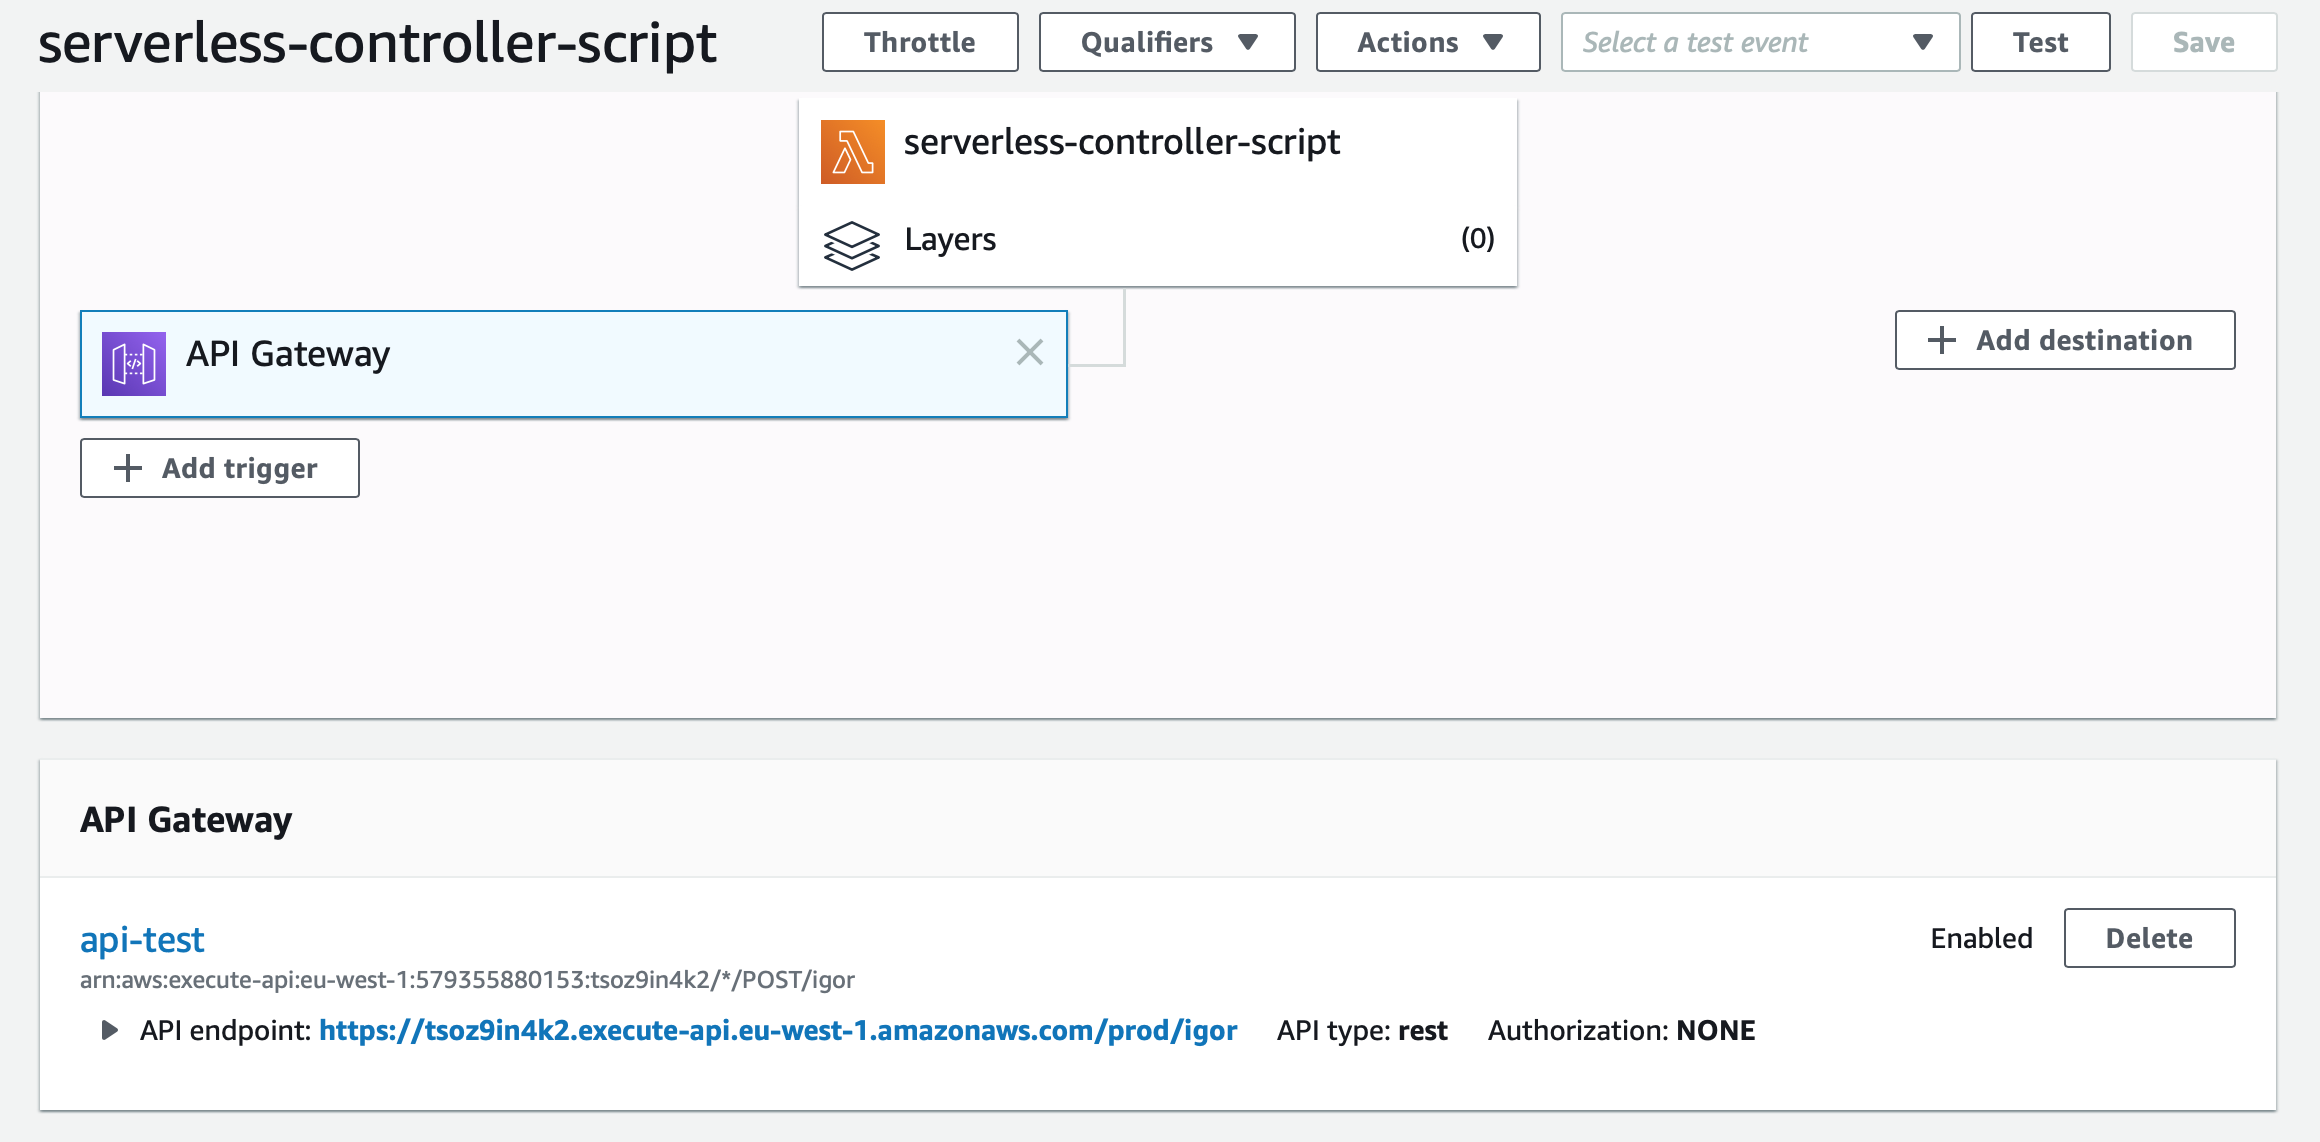 serverless-controller-script
Throttle
Qualifiers
Actions
Select a test event
Test
Save
serverless-controller-script
Layers (0)
API Gateway
Add destination
Add trigger
API Gateway
api-test
Enabled
Delete
arn:aws:execute-api:eu-west-1:579355880153:tsoz9in4k2/*/POST/igor
API endpoint: https://tsoz9in4k2.execute-api.eu-west-1.amazonaws.com/prod/igor API type: rest Authorization: NONE